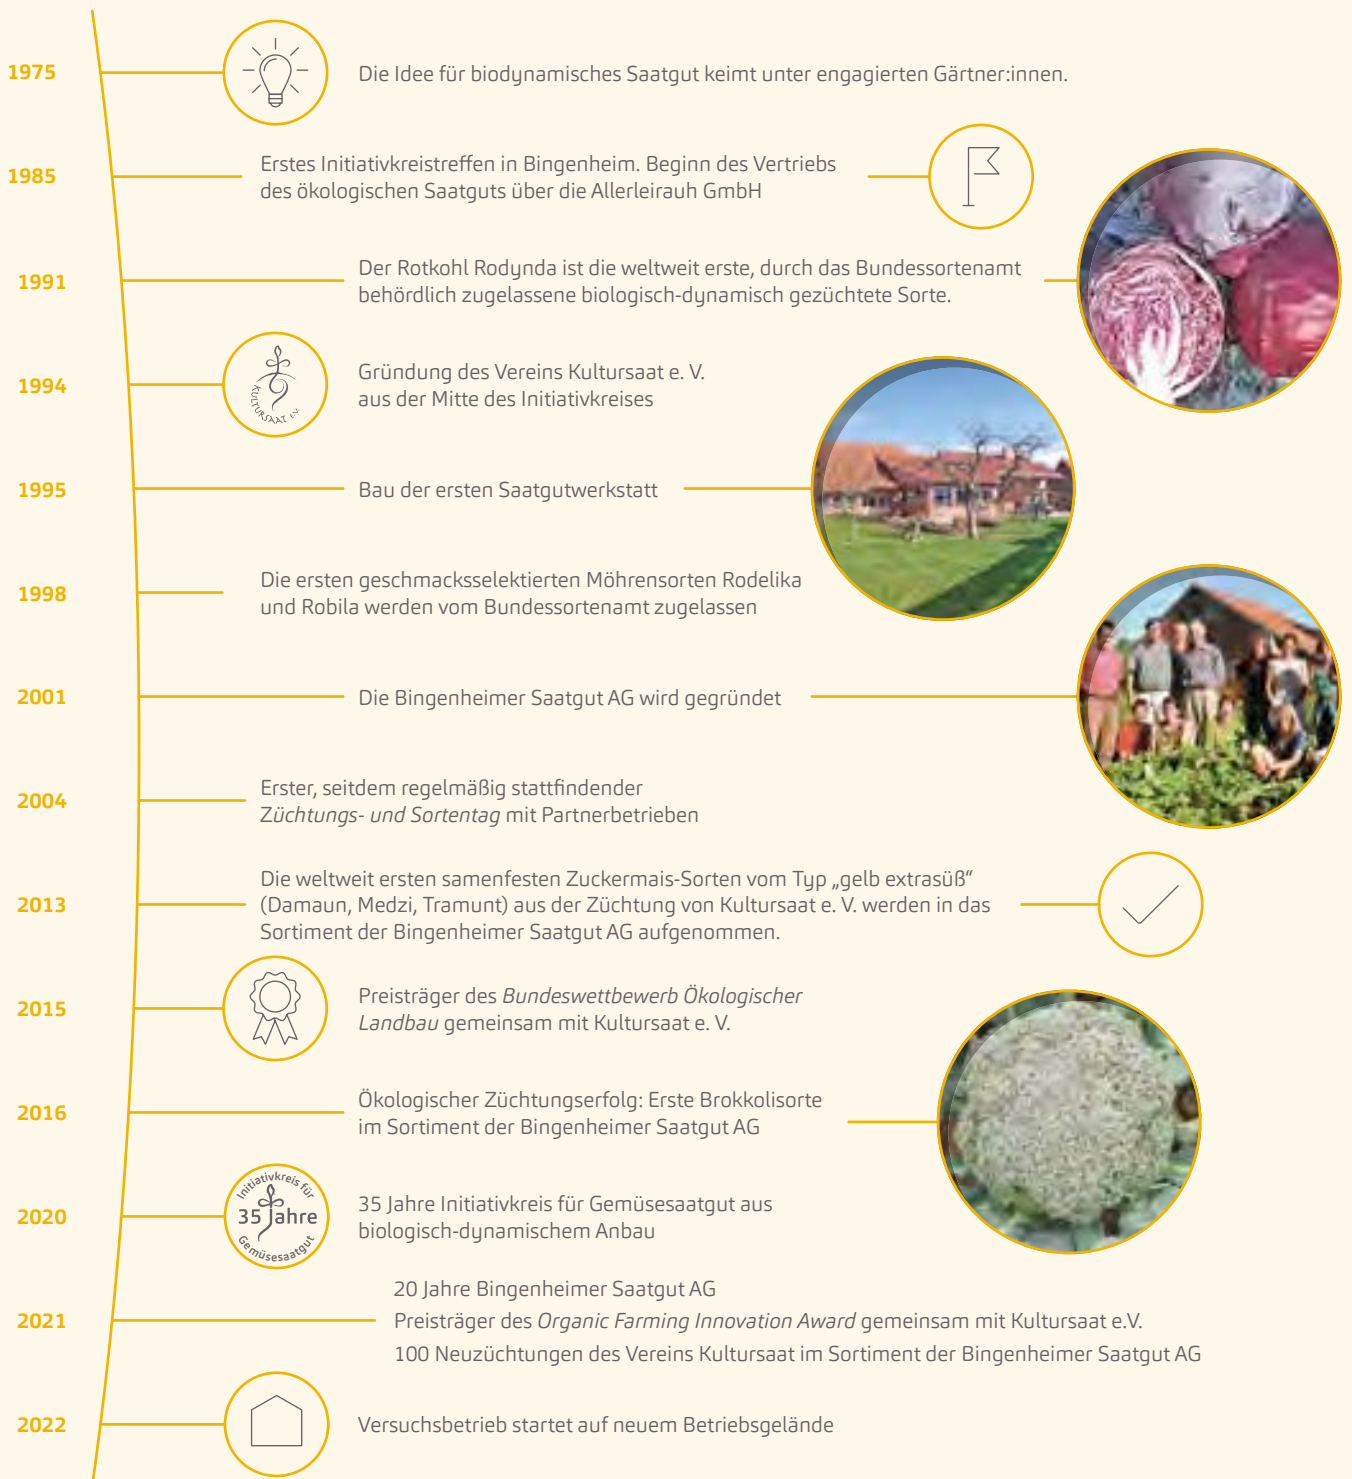 1975
Die Idee für biodynamisches Saatgut keimt unter engagierten Gärtner:innen.
1985
Erstes Initiativkreistreffen in Bingenheim. Beginn des Vertriebs
des ökologischen Saatguts über die Allerleirauh GmbH
1991
Der Rotkohl Rodynda ist die weltweit erste, durch das Bundessortenamt
behördlich zugelassene biologisch-dynamisch gezüchtete Sorte.
1994
KULTURSAAT e.V.
Gründung des Vereins Kultursaat e. V.
aus der Mitte des Initiativkreises
1995
Bau der ersten Saatgutwerkstatt
1998
Die ersten geschmacksselektierten Möhrensorten Rodelika
und Robila werden vom Bundessortenamt zugelassen
2001
Die Bingenheimer Saatgut AG wird gegründet
2004
Erster, seitdem regelmäßig stattfindender
Züchtungs- und Sortentag mit Partnerbetrieben
2013
Die weltweit ersten samenfesten Zuckermais-Sorten vom Typ „gelb extrasüß“
(Damaun, Medzi, Tramunt) aus der Züchtung von Kultursaat e. V. werden in das
Sortiment der Bingenheimer Saatgut AG aufgenommen.
2015
Preisträger des Bundeswettbewerb Ökologischer
Landbau gemeinsam mit Kultursaat e. V.
2016
Ökologischer Züchtungserfolg: Erste Brokkolisorte
im Sortiment der Bingenheimer Saatgut AG
2020
Initiativkreis für
35 Jahre
Gemüsesaatgut
35 Jahre Initiativkreis für Gemüsesaatgut aus
biologisch-dynamischem Anbau
2021
20 Jahre Bingenheimer Saatgut AG
Preisträger des Organic Farming Innovation Award gemeinsam mit Kultursaat e.V.
100 Neuzüchtungen des Vereins Kultursaat im Sortiment der Bingenheimer Saatgut AG
2022
Versuchsbetrieb startet auf neuem Betriebsgelände